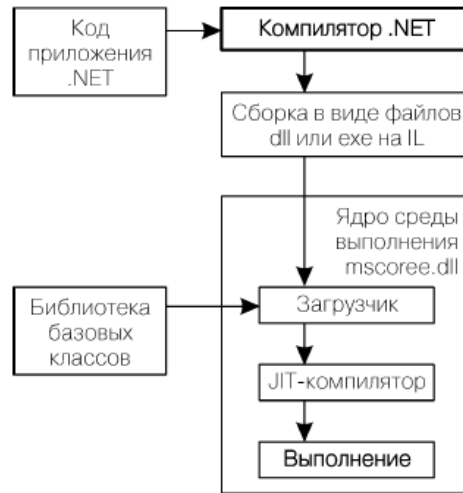 Код
приложения
.NET
Компилятор .NET
Сборка в виде файлов
dll или exe на IL
Ядро среды
выполнения
mscoree.dll
Библиотека
базовых
классов
Загрузчик
JIT-компилятор
Выполнение